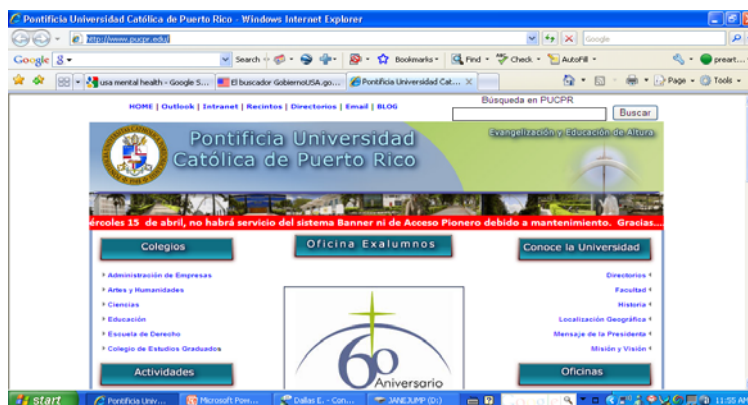 Pontificia Universidad Católica de Puerto Rico - Windows Internet Explorer
http://www.pucpr.edu/
Google
Google
Search
Bookmarks
Find
Check
AutoFill
preart...
usa mental health - Google S...
El buscador GobiernoUSA.go...
Pontificia Universidad Cat...
Page
Tools
HOME | Outlook | Intranet | Recintos | Directorios | Email | BLOG
Búsqueda en PUCPR
Buscar
Pontificia Universidad
Católica de Puerto Rico
Evangelización y Educación de Altura
ércoles 15 de abril, no habrá servicio del sistema Banner ni de Acceso Pionero debido a mantenimiento. Gracias...
Colegios
Oficina Exalumnos
Conoce la Universidad
Administración de Empresas
Artes y Humanidades
Ciencias
Educación
Escuela de Derecho
Colegio de Estudios Graduados
Directorios
Facultad
Historia
Localización Geográfica
Mensaje de la Presidenta
Misión y Visión
60
Aniversario
Actividades
Oficinas
start
Pontificia Univ...
Microsoft Pow...
Dallas E. - Con...
JANEJUMP (D:)
11:55 AM